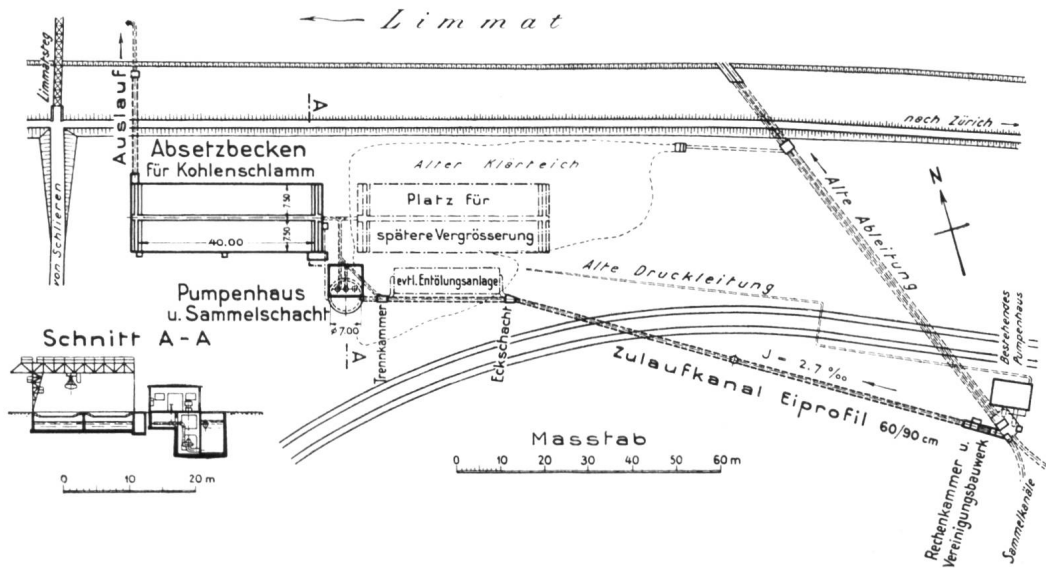 Limmat
Limmatsteg
Auslauf
A
nach Zürich
Absetzbecken
für Kohlenschlamm
Alter Klärteich
Alte Ableitung
N
7.50
7.50
40.00
Platz für
spätere Vergrösserung
von Schlieren
evtl. Entölungsanlage
Alte Druckleitung
Pumpenhaus
u. Sammelschacht
ø 7.00
A
Trennkammer
Eckschacht
Bestehendes
Pumpenhaus
Schnitt A-A
J = 2.7 ‰
Zulaufkanal Eiprofil 60/90 cm
Masstab
0 10 20 30 40 50 60 m
0 10 20 m
Rechenkammer u.
Vereinigungsbauwerk
Sammelkanäle